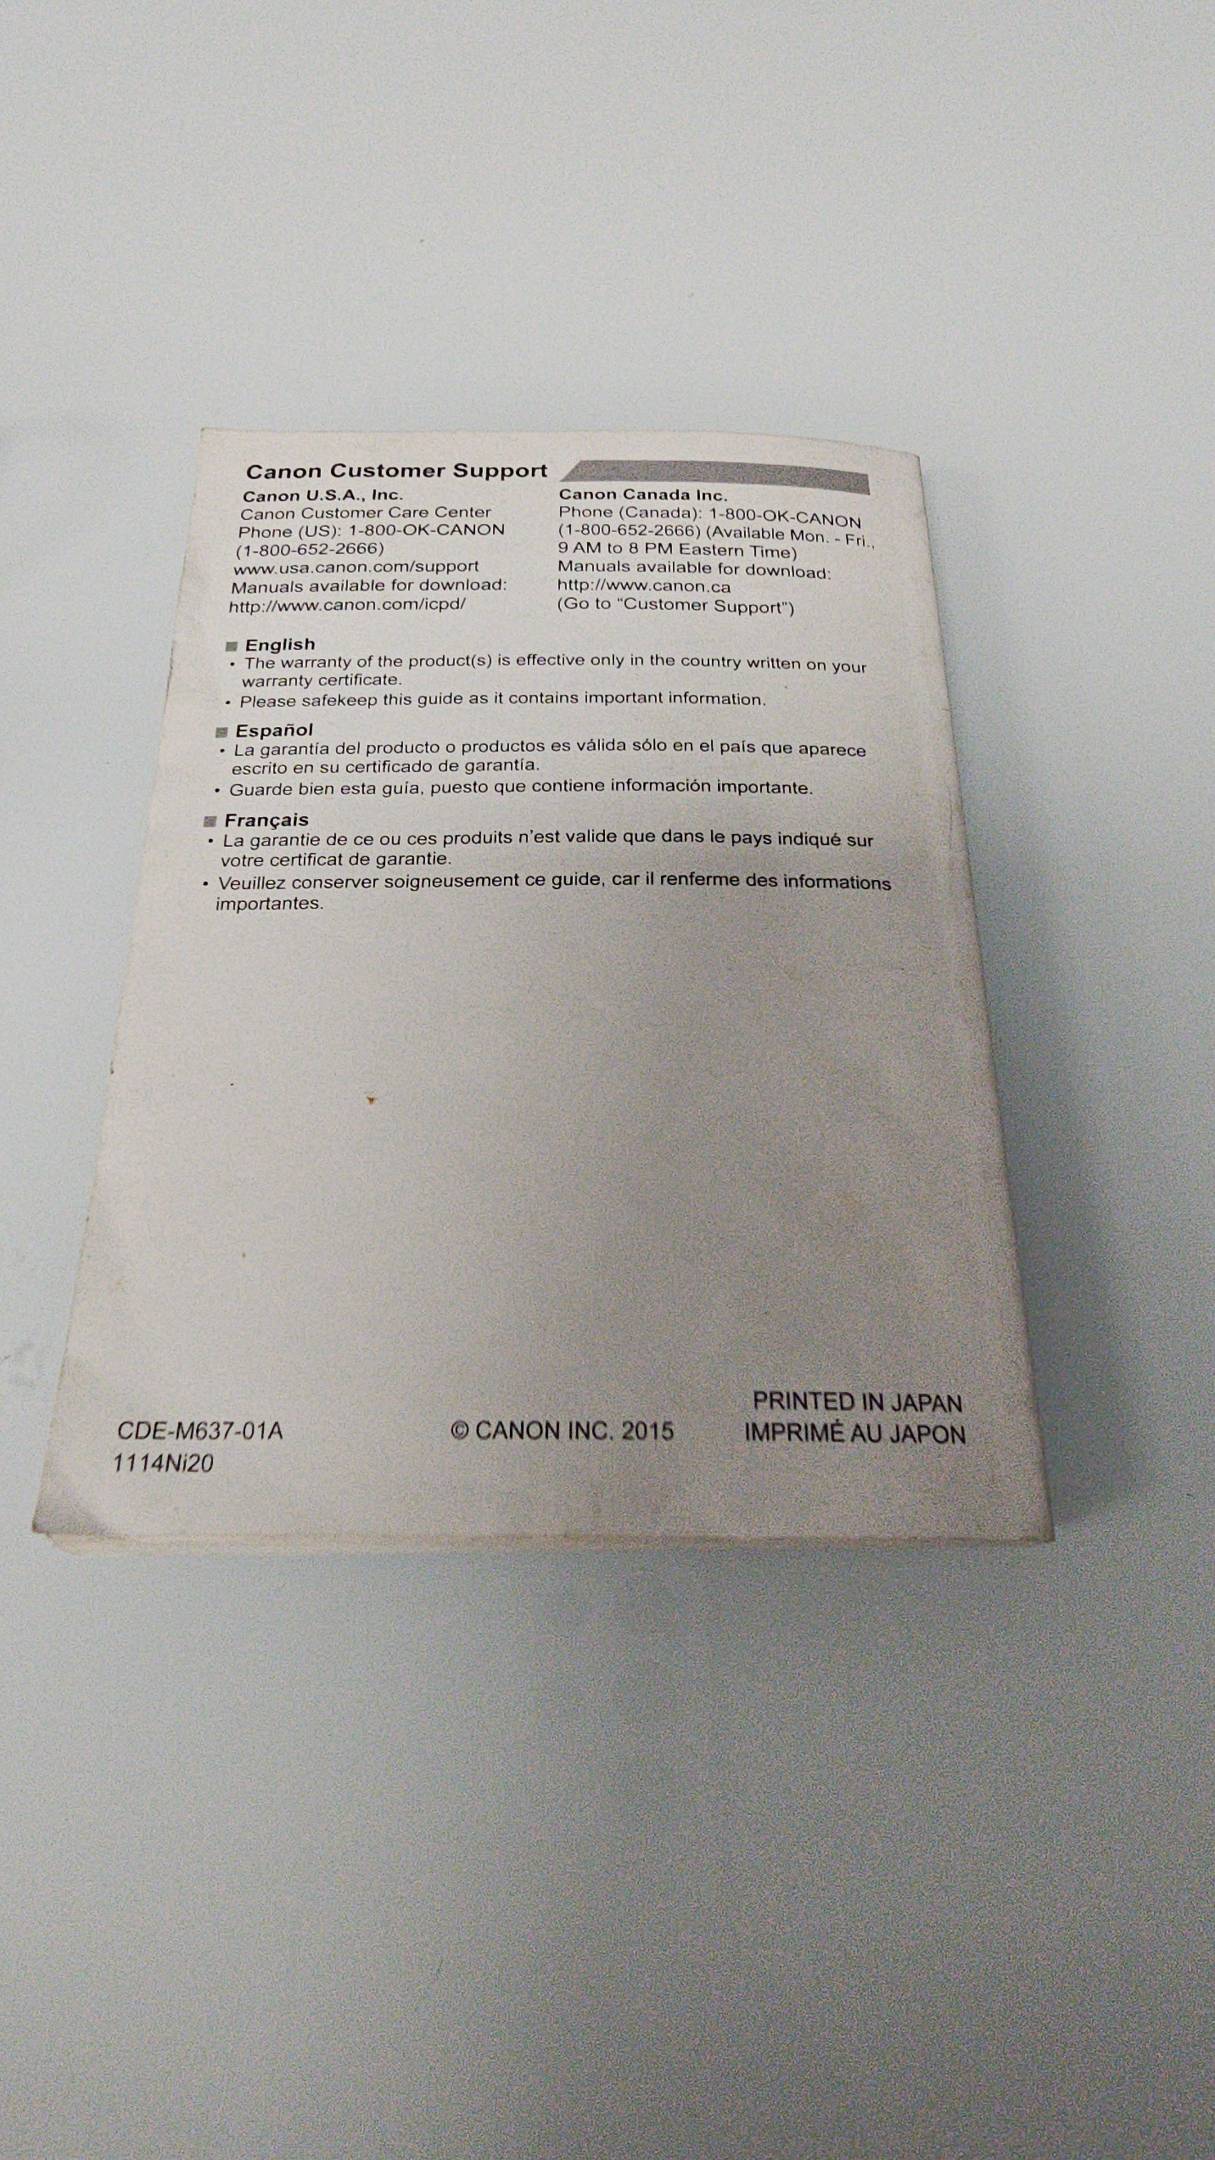 Canon Customer Support
Canon U.S.A., Inc.
Canon Customer Care Center
Phone (US): 1-800-OK-CANON
(1-800-652-2666)
www.usa.canon.com/support
Manuals available for download:
http://www.canon.com/icpd/
Canon Canada Inc.
Phone (Canada): 1-800-OK-CANON
(1-800-652-2666) (Available Mon. - Fri.,
9 AM to 8 PM Eastern Time)
Manuals available for download:
http://www.canon.ca
(Go to “Customer Support”)
■ English
• The warranty of the product(s) is effective only in the country written on your
warranty certificate.
• Please safekeep this guide as it contains important information.
■ Español
• La garantía del producto o productos es válida sólo en el país que aparece
escrito en su certificado de garantía.
• Guarde bien esta guía, puesto que contiene información importante.
■ Français
• La garantie de ce ou ces produits n’est valide que dans le pays indiqué sur
votre certificat de garantie.
• Veuillez conserver soigneusement ce guide, car il renferme des informations
importantes.
CDE-M637-01A
1114Ni20
© CANON INC. 2015
PRINTED IN JAPAN
IMPRIMÉ AU JAPON